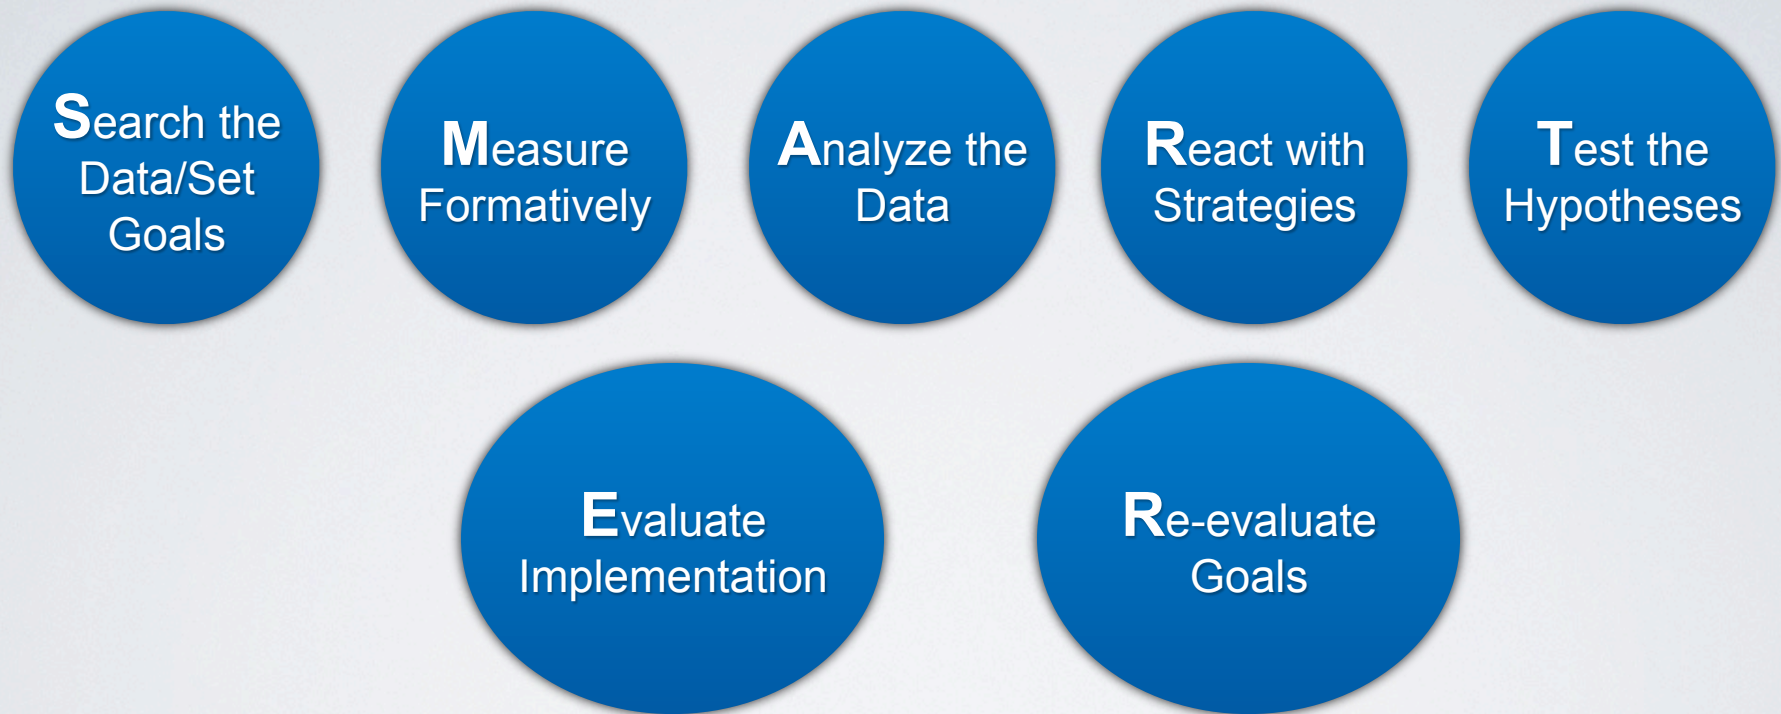 Search the
Data/Set
Goals
Measure
Formatively
Analyze the
Data
React with
Strategies
Test the
Hypotheses
Evaluate
Implementation
Re-evaluate
Goals